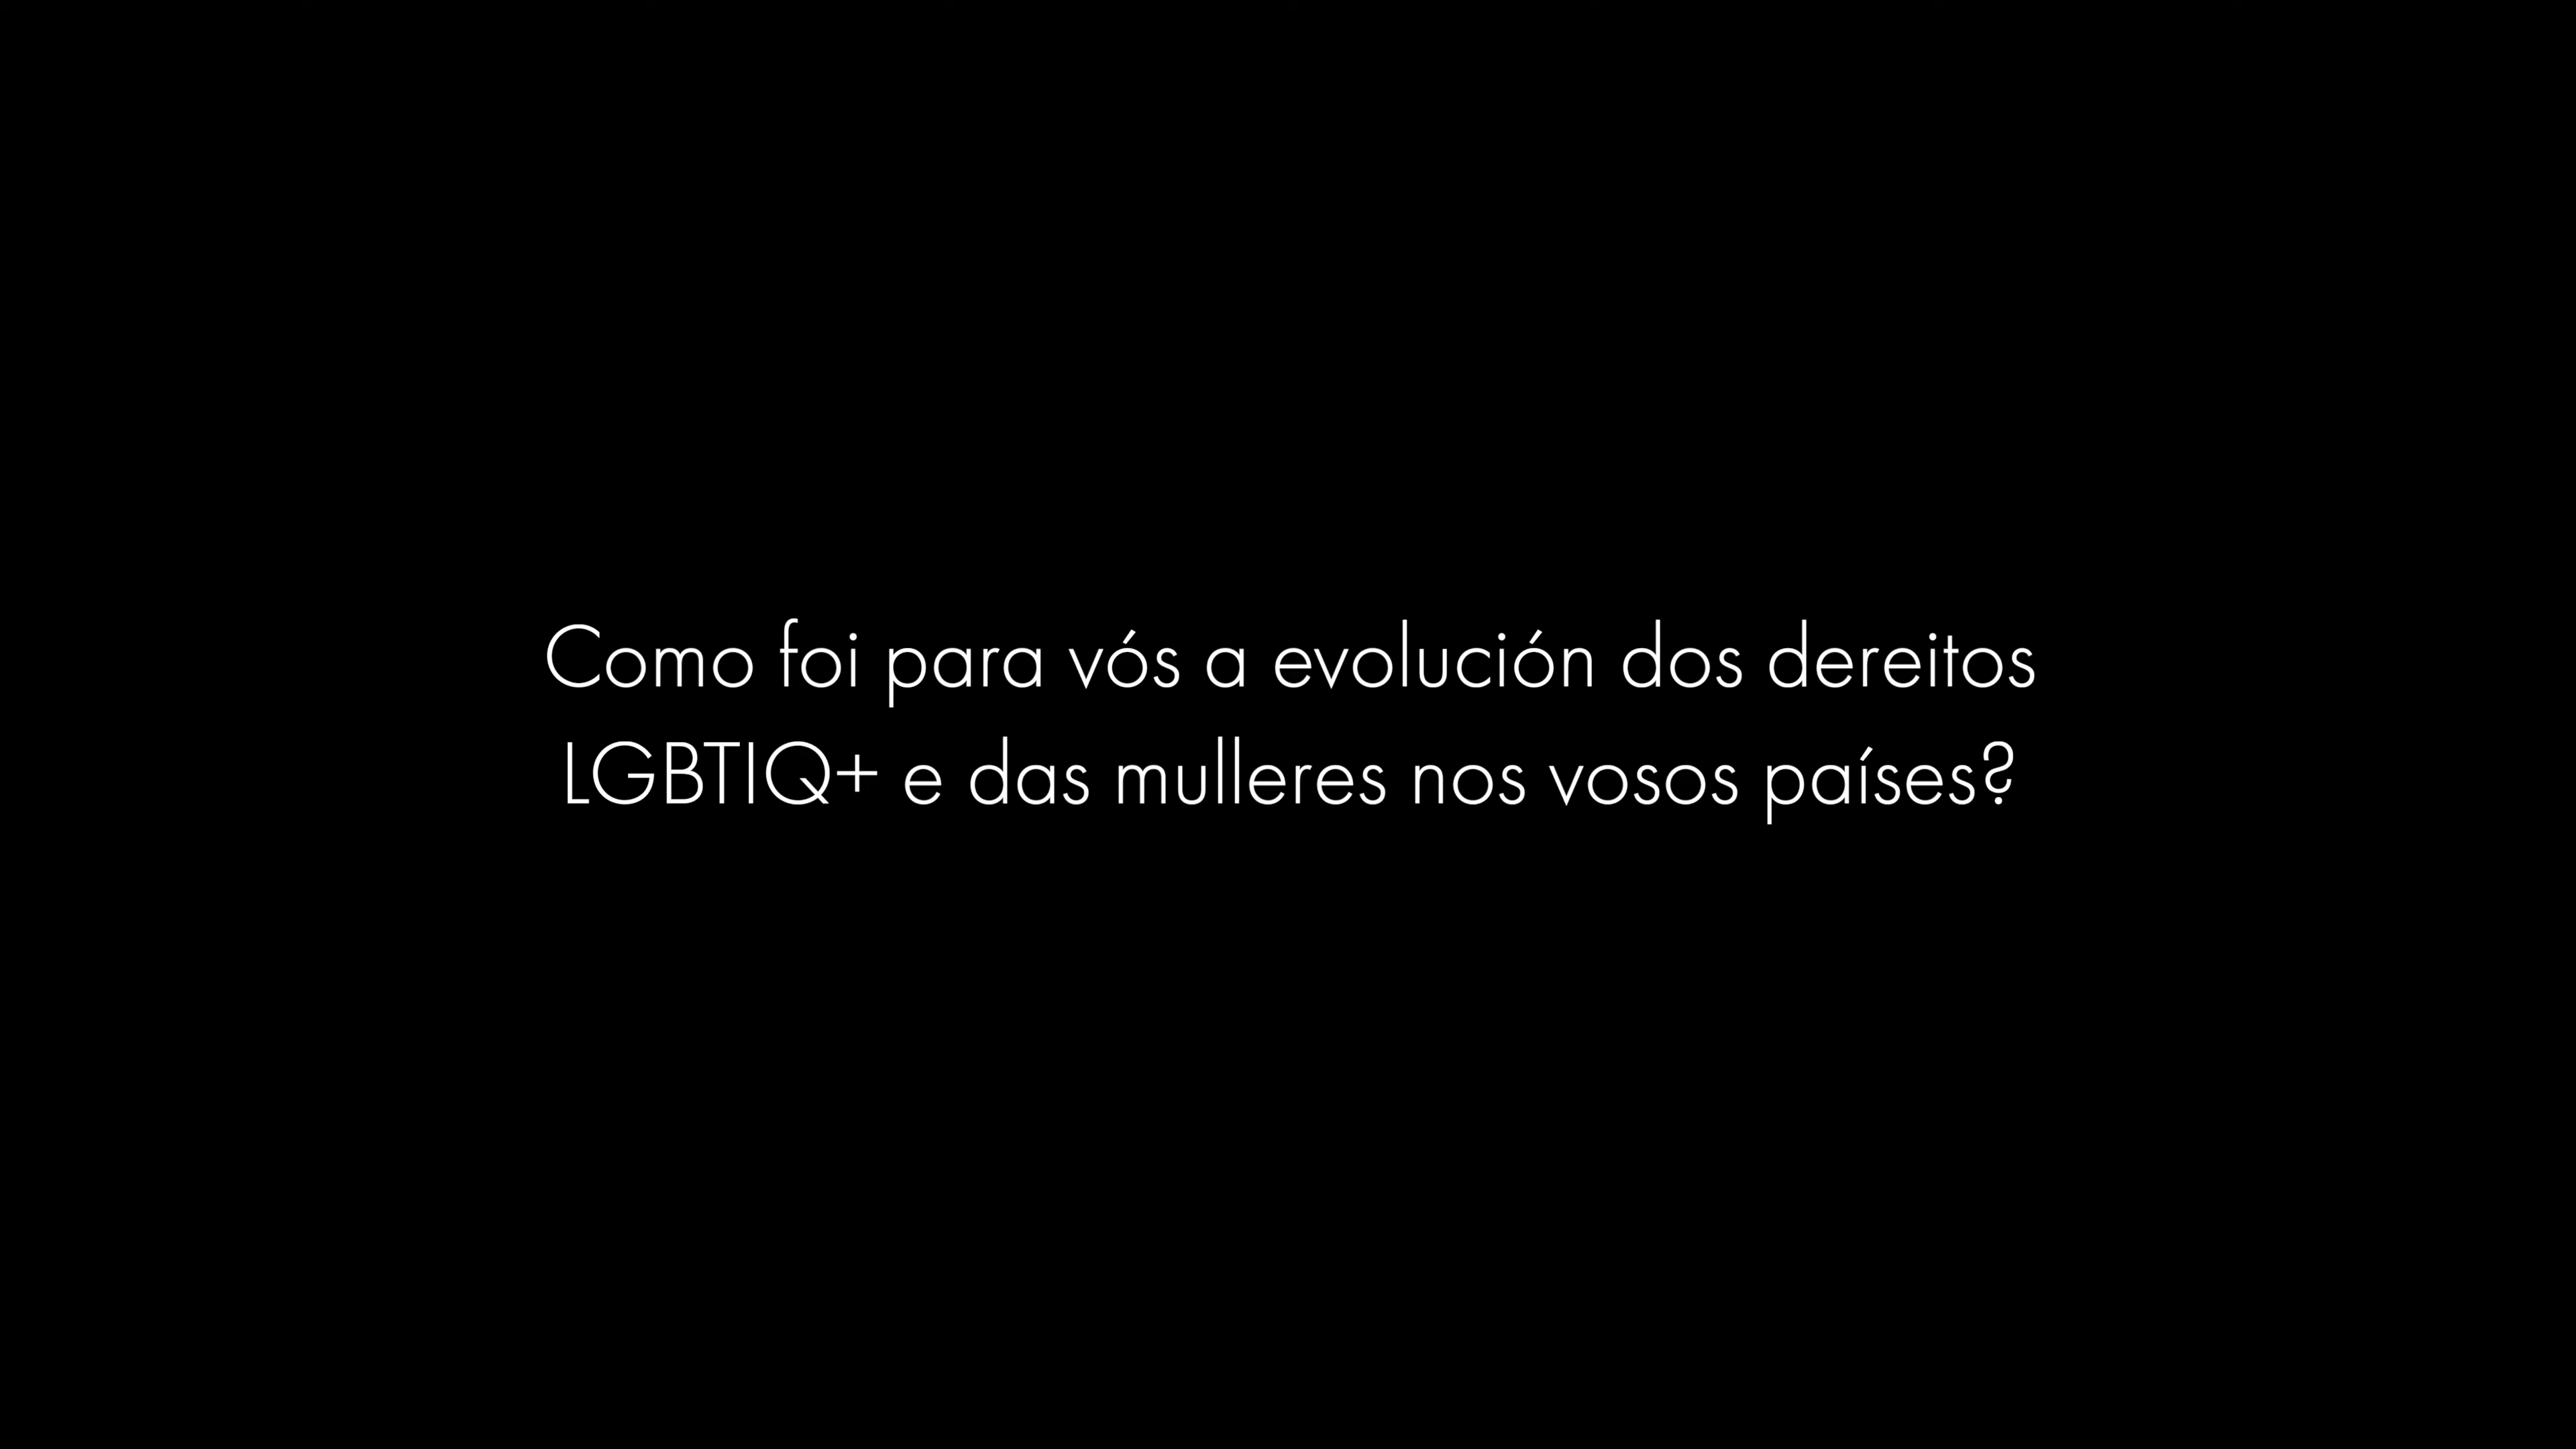 Como foi para vós a evolución dos dereitos
LGBTIQ+ e das mulleres nos vosos países?